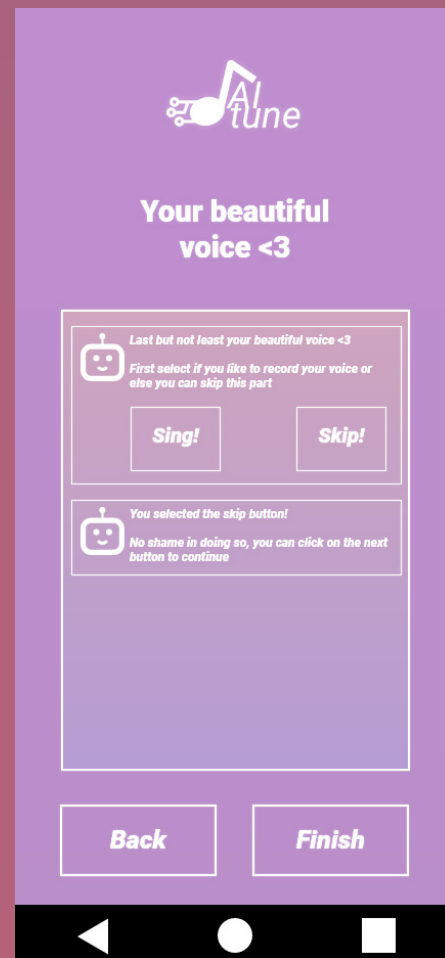 AI
tune
Your beautiful
voice <3
Last but not least your beautiful voice <3
First select if you like to record your voice or
else you can skip this part
Sing!
Skip!
You selected the skip button!
No shame in doing so, you can click on the next
button to continue
Back
Finish